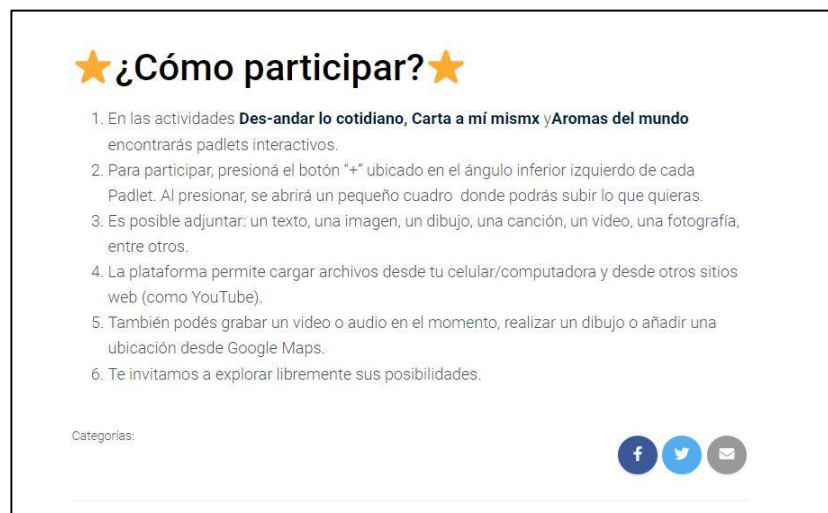 ¿Cómo participar?
1. En las actividades Des-andar lo cotidiano, Carta a mí mismx yAromas del mundo
encontrarás padlets interactivos.
2. Para participar, presioná el botón “+” ubicado en el ángulo inferior izquierdo de cada
Padlet. Al presionar, se abrirá un pequeño cuadro donde podrás subir lo que quieras.
3. Es posible adjuntar: un texto, una imagen, un dibujo, una canción, un video, una fotografía,
entre otros.
4. La plataforma permite cargar archivos desde tu celular/computadora y desde otros sitios
web (como YouTube).
5. También podés grabar un video o audio en el momento, realizar un dibujo o añadir una
ubicación desde Google Maps.
6. Te invitamos a explorar libremente sus posibilidades.
Categorías: